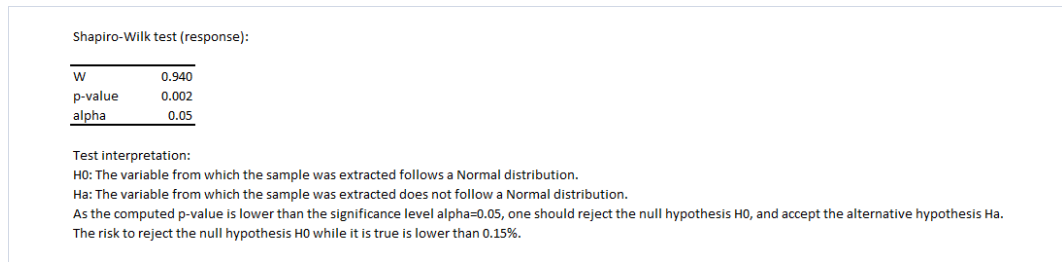 Shapiro-Wilk test (response):
W 0.940
p-value 0.002
alpha 0.05
Test interpretation:
H0: The variable from which the sample was extracted follows a Normal distribution.
Ha: The variable from which the sample was extracted does not follow a Normal distribution.
As the computed p-value is lower than the significance level alpha=0.05, one should reject the null hypothesis H0, and accept the alternative hypothesis Ha.
The risk to reject the null hypothesis H0 while it is true is lower than 0.15%.